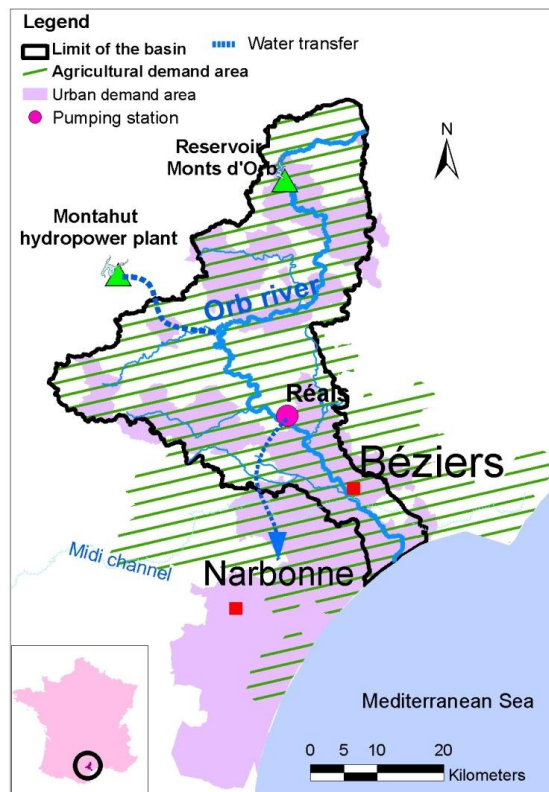 Legend
Limit of the basin
Water transfer
Agricultural demand area
Urban demand area
Pumping station
N
Reservoir
Monts d'Orb
Montahut
hydropower plant
Orb river
Réals
Béziers
Midi channel
Narbonne
Mediterranean Sea
0 5 10 20
Kilometers